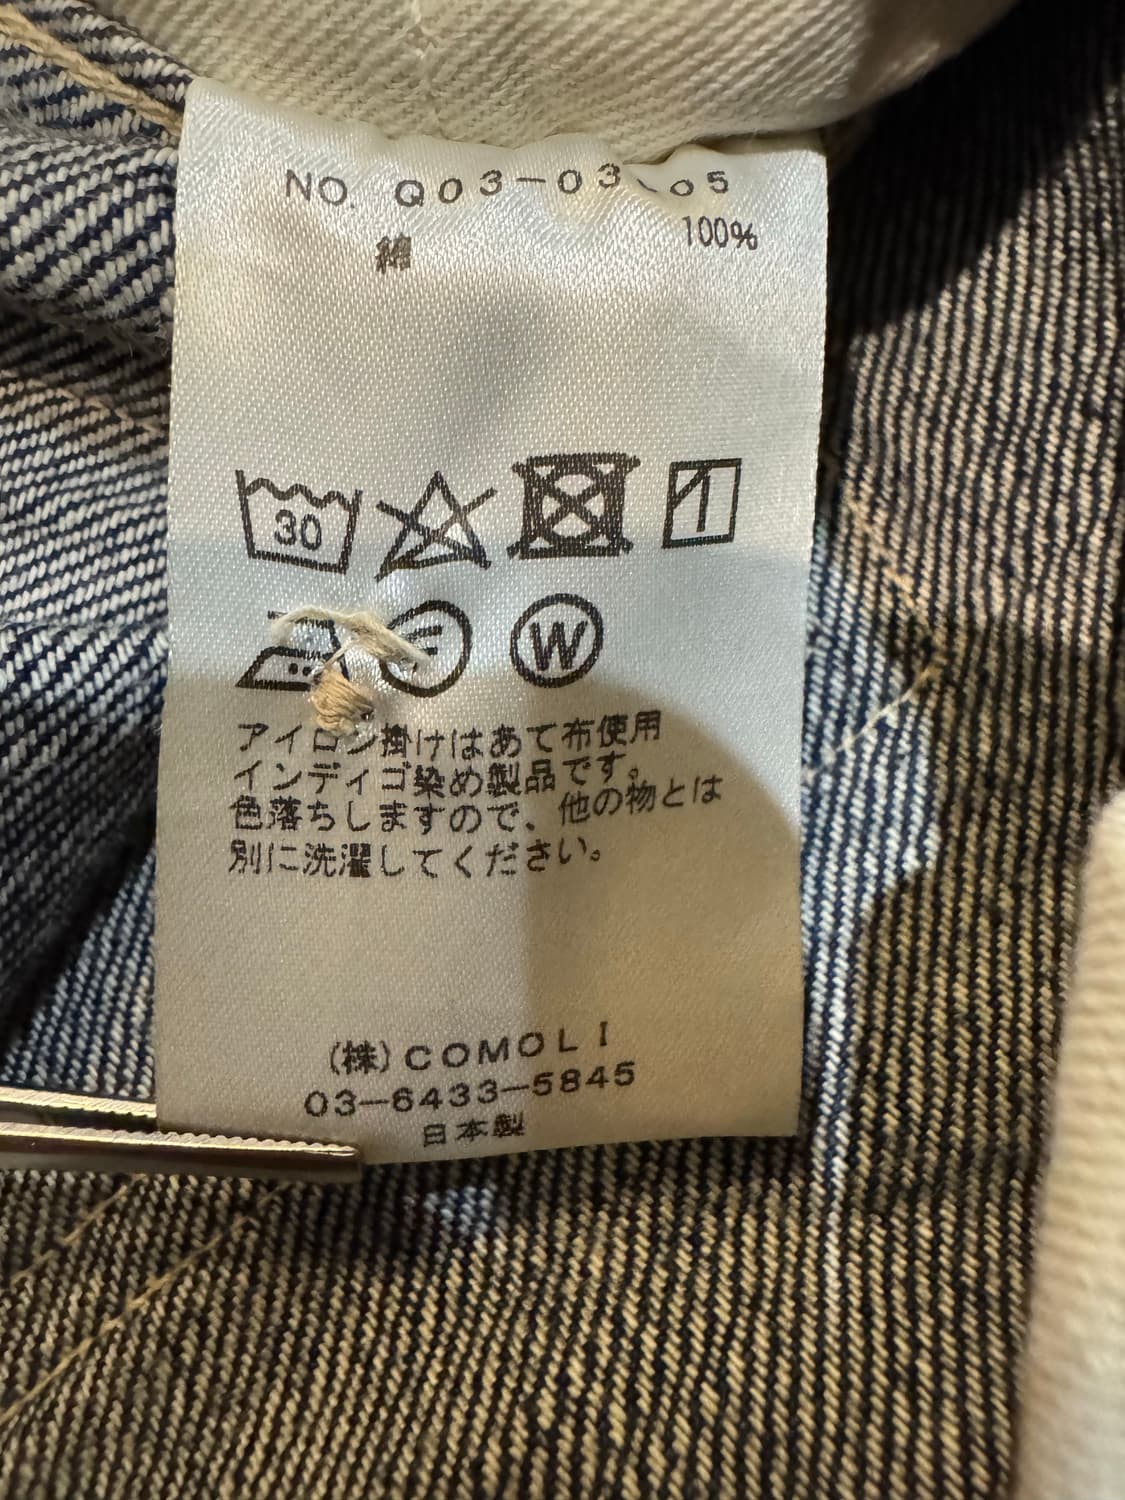 NO. Q03-03005
綿 100%
30
F W
アイロン掛けはあて布使用
インディゴ染め製品です。
色落ちしますので、他の物とは
別に洗濯してください。
(株)COMOLI
03-6433-5845
日本製